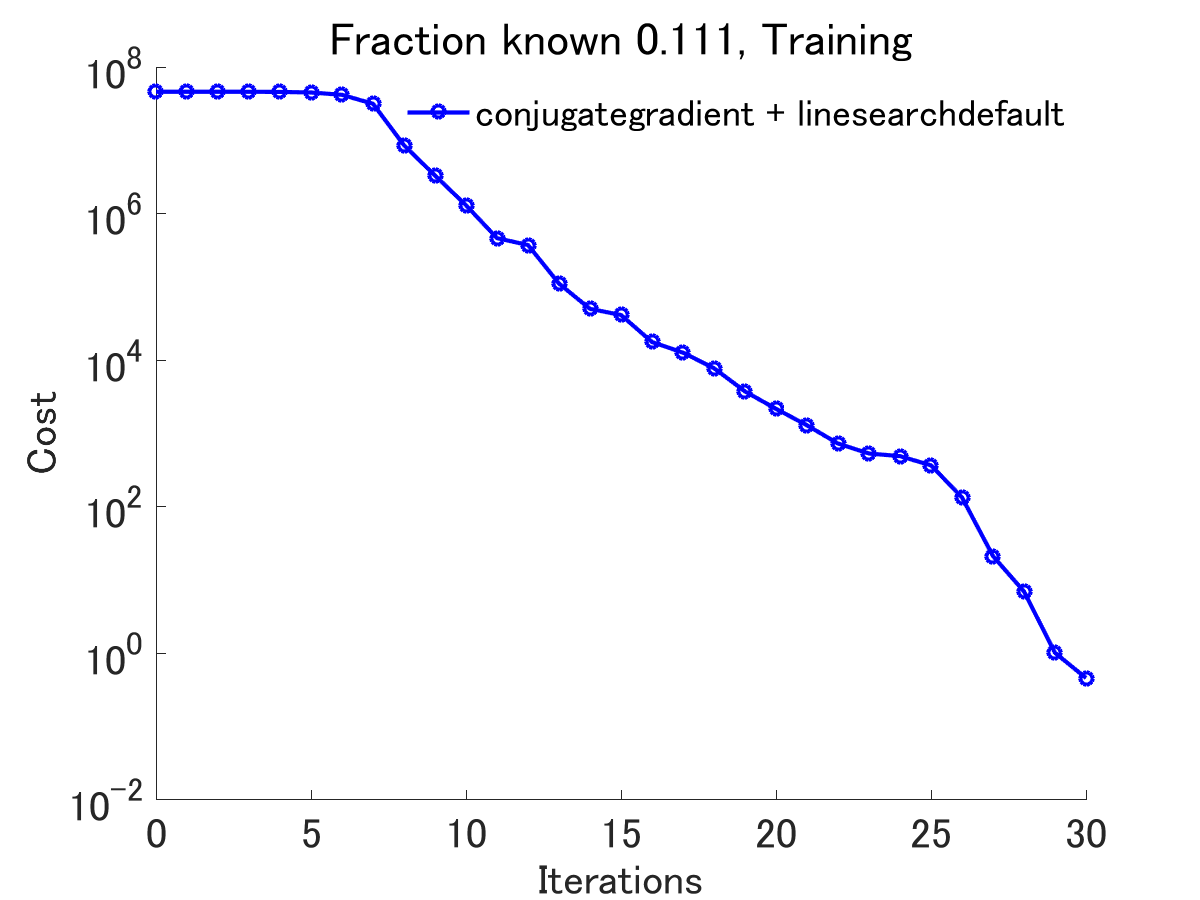 Fraction known 0.111, Training
conjugategradient + linesearchdefault
10^8
10^6
10^4
10^2
10^0
10^−2
Cost
0 5 10 15 20 25 30
Iterations